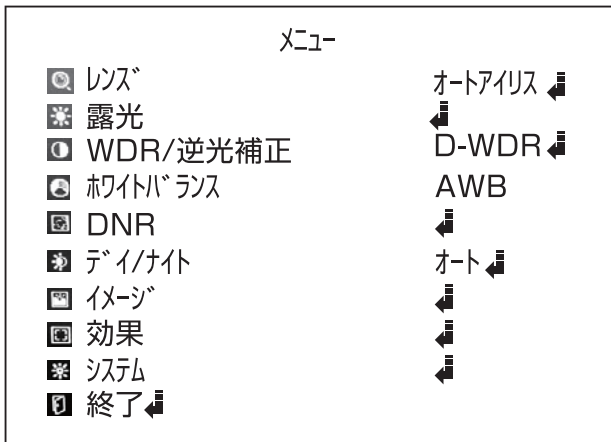 メニュー
レンズ オートアイリス
露光
WDR/逆光補正 D-WDR
ホワイトバランス AWB
DNR
デイ/ナイト オート
イメージ
効果
システム
終了